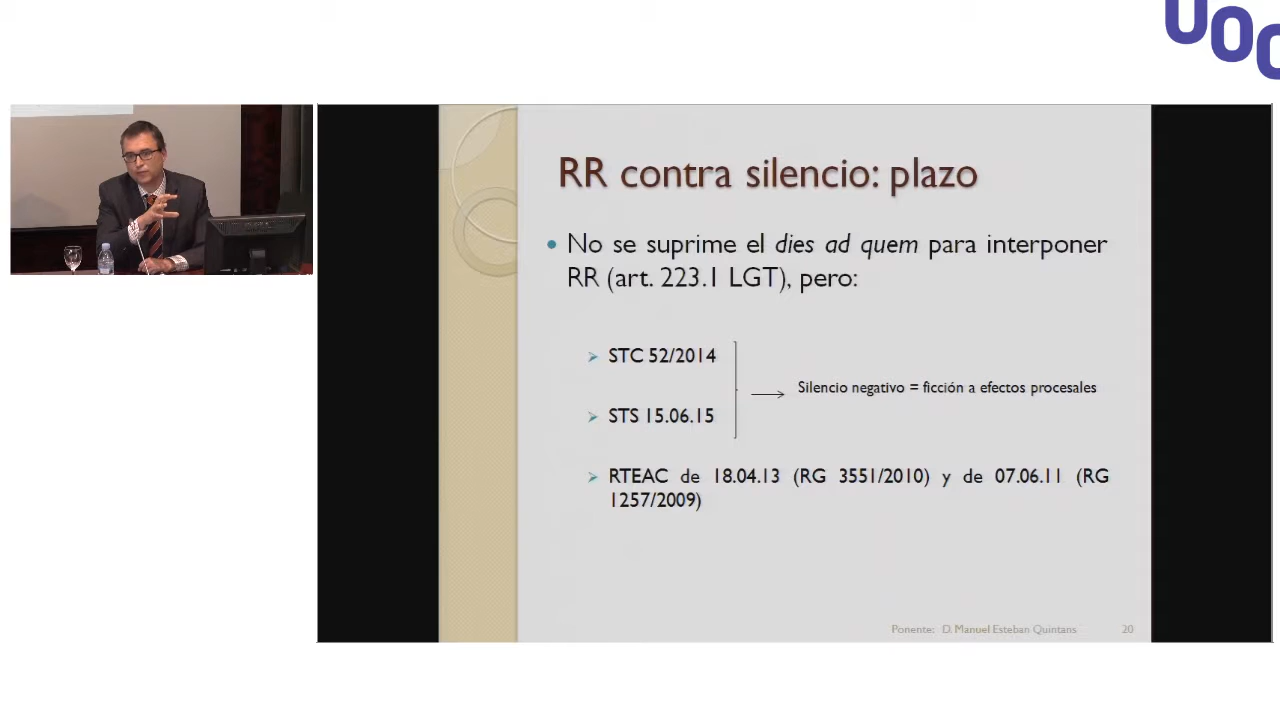 UOC
RR contra silencio: plazo
• No se suprime el dies ad quem para interponer
RR (art. 223.1 LGT), pero:
➢ STC 52/2014
Silencio negativo = ficción a efectos procesales
➢ STS 15.06.15
➢ RTEAC de 18.04.13 (RG 3551/2010) y de 07.06.11 (RG
1257/2009)
Ponente: D. Manuel Esteban Quintans 20